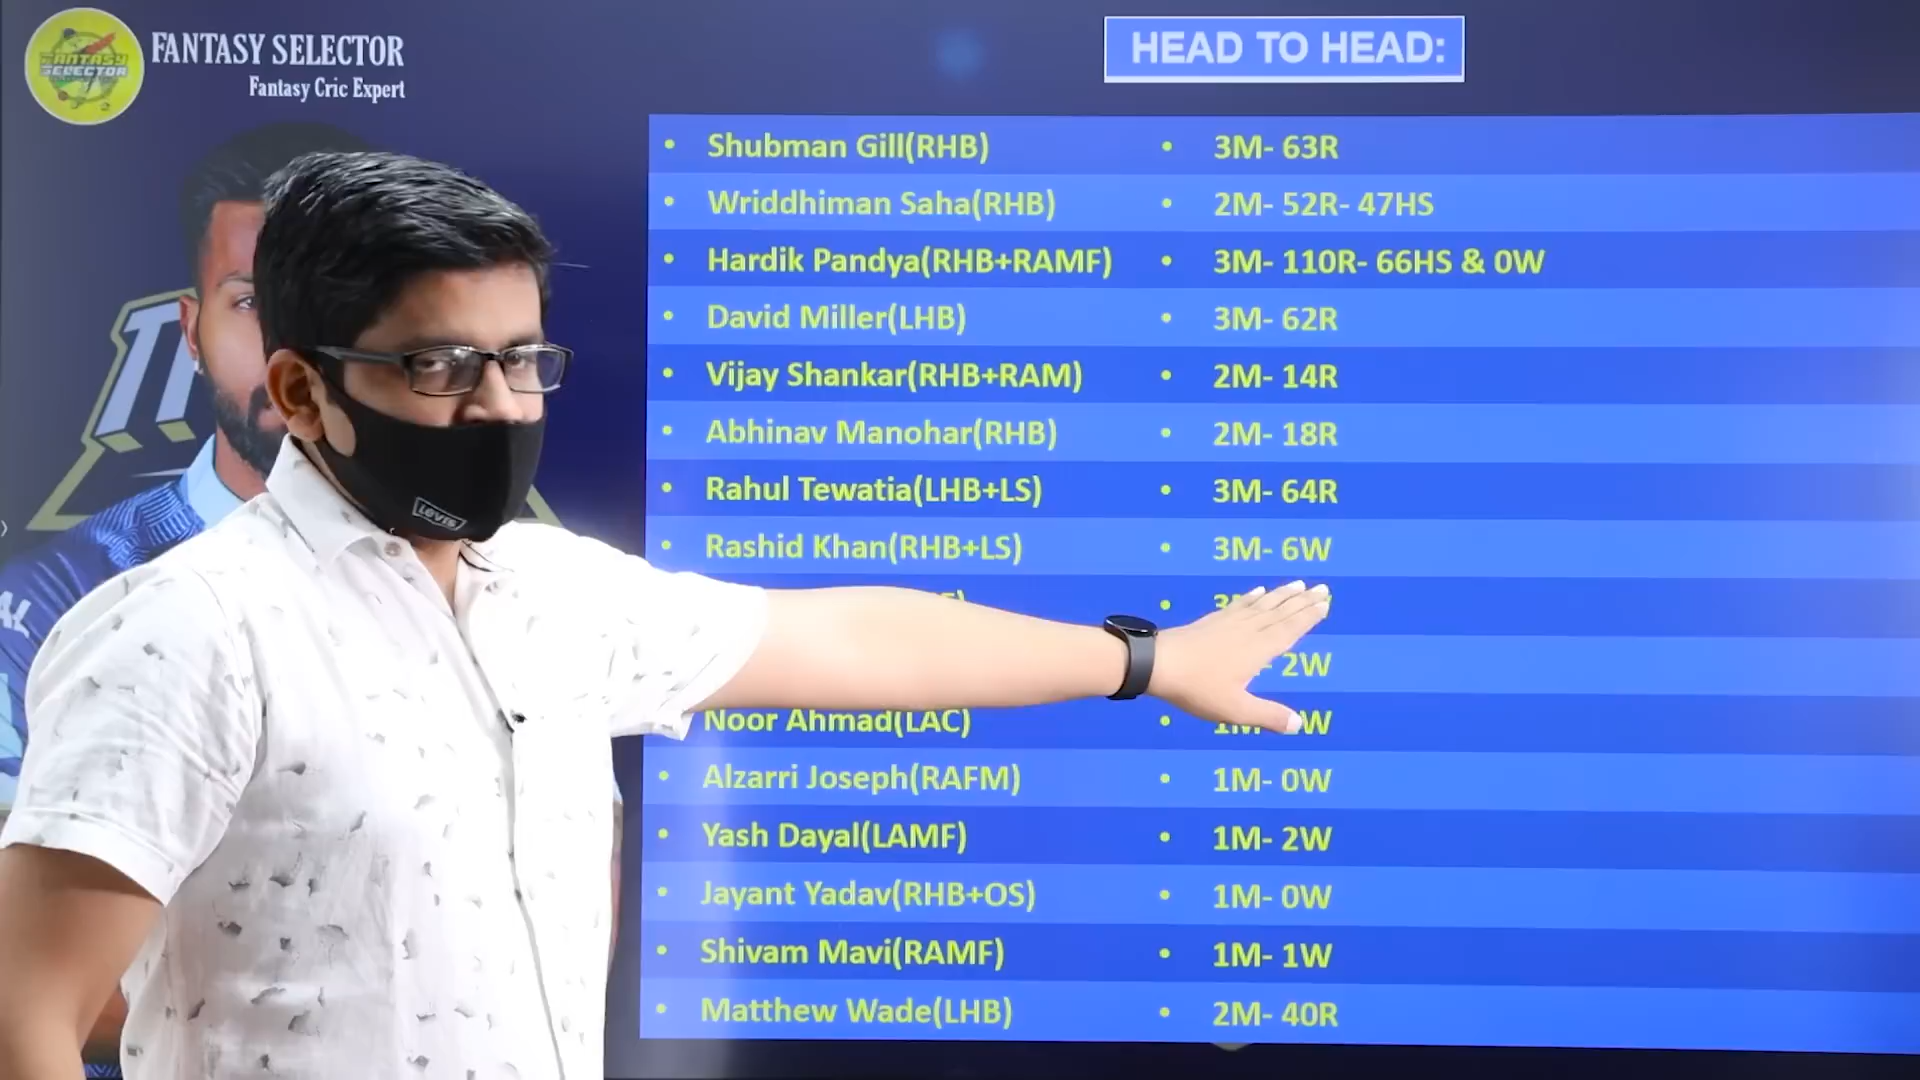 FANTASY SELECTOR
Fantasy Cric Expert
FANTASY
SELECTOR
HEAD TO HEAD:
• Shubman Gill(RHB) • 3M- 63R
• Wriddhiman Saha(RHB) • 2M- 52R- 47HS
• Hardik Pandya(RHB+RAMF) • 3M- 110R- 66HS & 0W
• David Miller(LHB) • 3M- 62R
• Vijay Shankar(RHB+RAM) • 2M- 14R
• Abhinav Manohar(RHB) • 2M- 18R
• Rahul Tewatia(LHB+LS) • 3M- 64R
• Rashid Khan(RHB+LS) • 3M- 6W
• 2W
Noor Ahmad(LAC) • 1M-
• Alzarri Joseph(RAFM) • 1M- 0W
• Yash Dayal(LAMF) • 1M- 2W
• Jayant Yadav(RHB+OS) • 1M- 0W
• Shivam Mavi(RAMF) • 1M- 1W
• Matthew Wade(LHB) • 2M- 40R
LEVIS